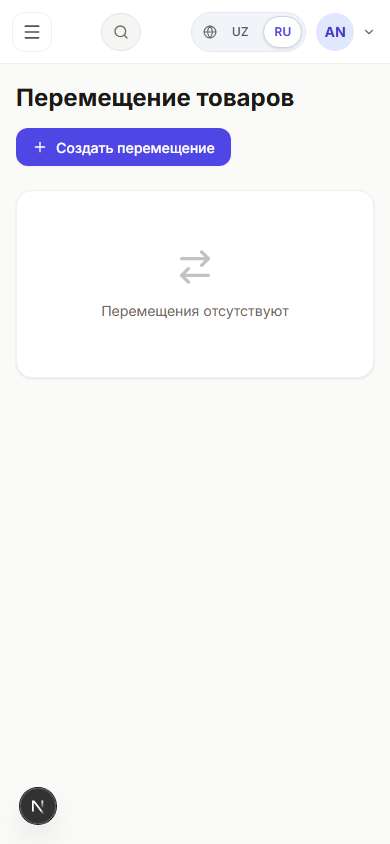 UZ
RU
AN
Перемещение товаров
Создать перемещение
Перемещения отсутствуют
N